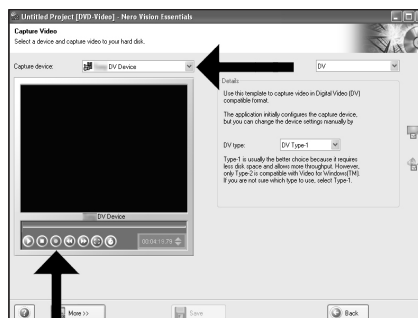 Untitled Project [DVD-Video] - Nero Vision Essentials
Capture Video
Select a device and capture video to your hard disk.
Capture device:
DV Device
DV
Details
Use this template to capture video in Digital Video (DV)
compatible format.
The application initially configures the capture device,
but you can change the device settings manually by
DV type:
DV Type-1
Type-1 is usually the better choice because it requires
less disk space and allows more throughput. However,
only Type-2 is compatible with Video for Windows(TM).
If you are not sure which type to use, select Type-1.
DV Device
00:04:19.79
More >>
Save
Back